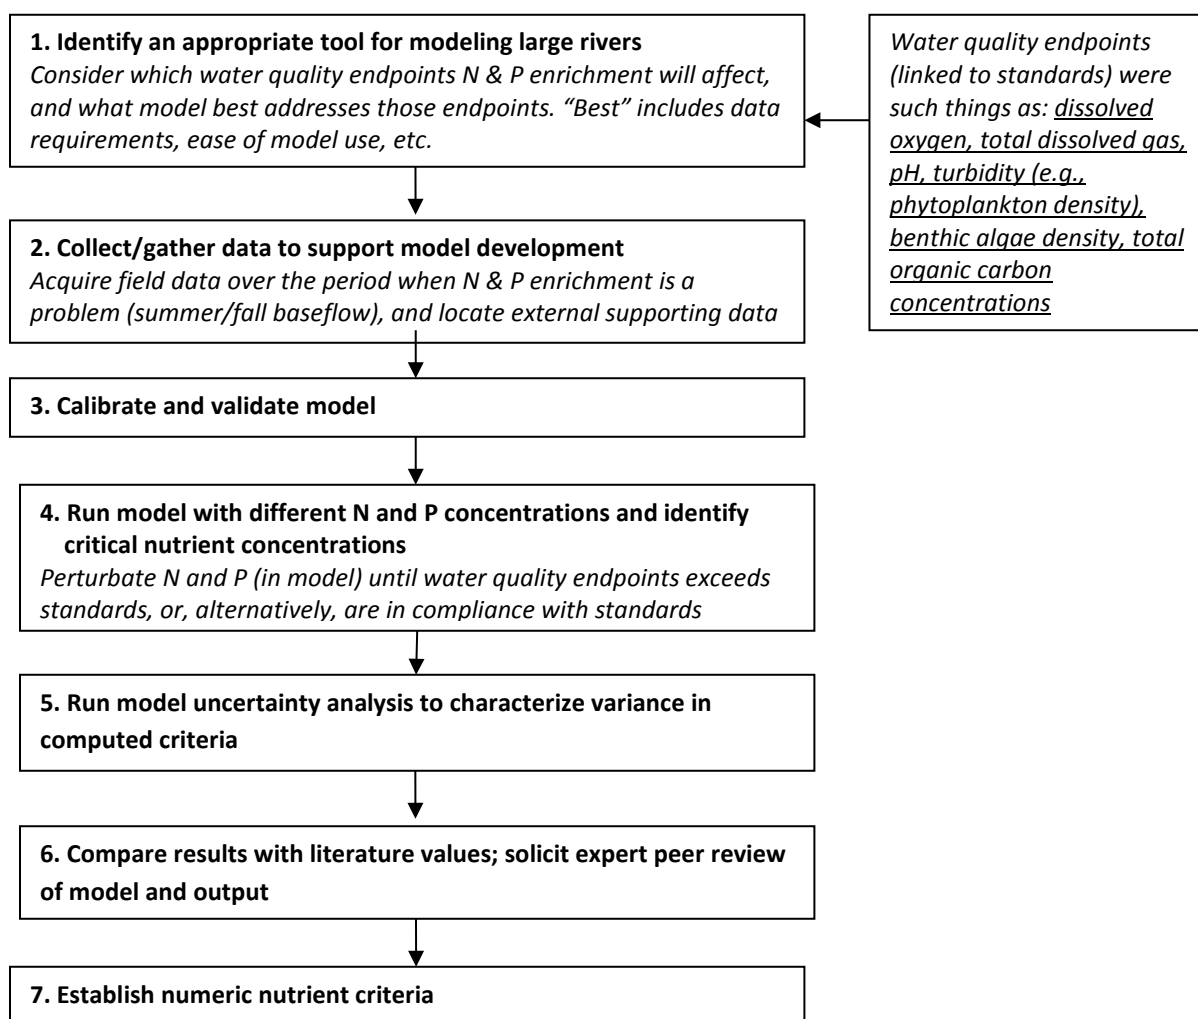 1. Identify an appropriate tool for modeling large rivers
Consider which water quality endpoints N & P enrichment will affect,
and what model best addresses those endpoints. “Best” includes data
requirements, ease of model use, etc.
Water quality endpoints
(linked to standards) were
such things as: dissolved
oxygen, total dissolved gas,
pH, turbidity (e.g.,
phytoplankton density),
benthic algae density, total
organic carbon
concentrations
2. Collect/gather data to support model development
Acquire field data over the period when N & P enrichment is a
problem (summer/fall baseflow), and locate external supporting data
3. Calibrate and validate model
4. Run model with different N and P concentrations and identify
critical nutrient concentrations
Perturbate N and P (in model) until water quality endpoints exceeds
standards, or, alternatively, are in compliance with standards
5. Run model uncertainty analysis to characterize variance in
computed criteria
6. Compare results with literature values; solicit expert peer review
of model and output
7. Establish numeric nutrient criteria